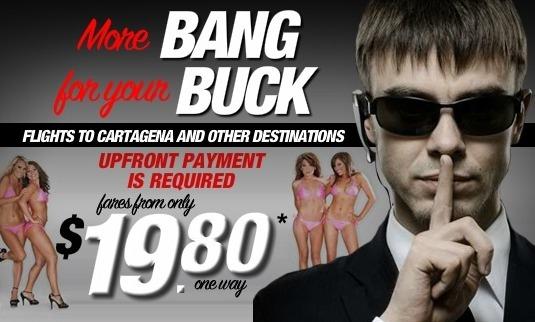 More BANG
for your BUCK
FLIGHTS TO CARTAGENA AND OTHER DESTINATIONS
UPFRONT PAYMENT
IS REQUIRED
fares from only
$19.80*
one way